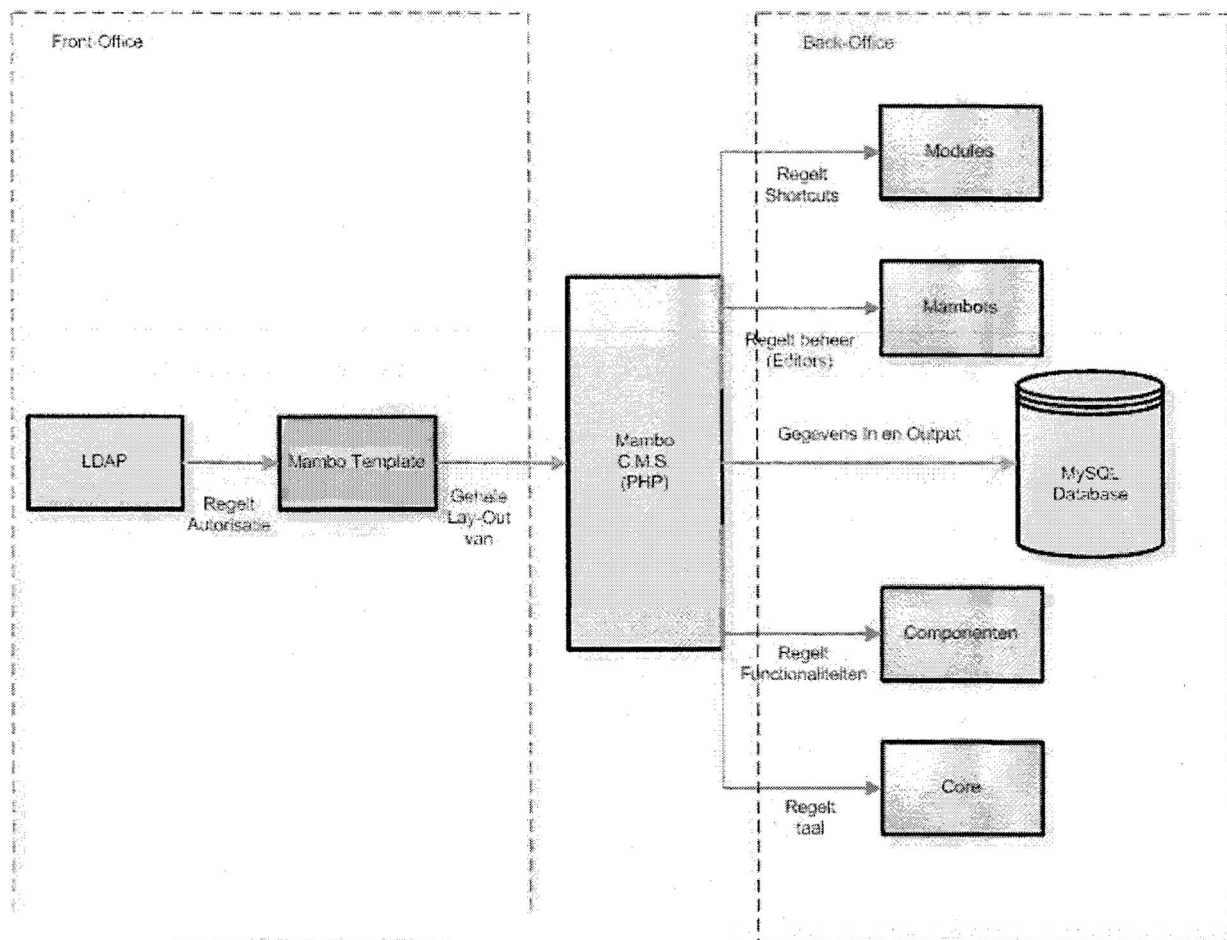 Front-Office
Back-Office
Modules
Regelt
Shortcuts
Mambots
Regelt beheer
(Editors)
Gegevens In en Output
MySQL
Database
LDAP
Regelt
Autorisatie
Mambo Template
Gehele
Lay-Out
van
Mambo
C.M.S.
(PHP)
Componenten
Regelt
Functionaliteiten
Core
Regelt
taal